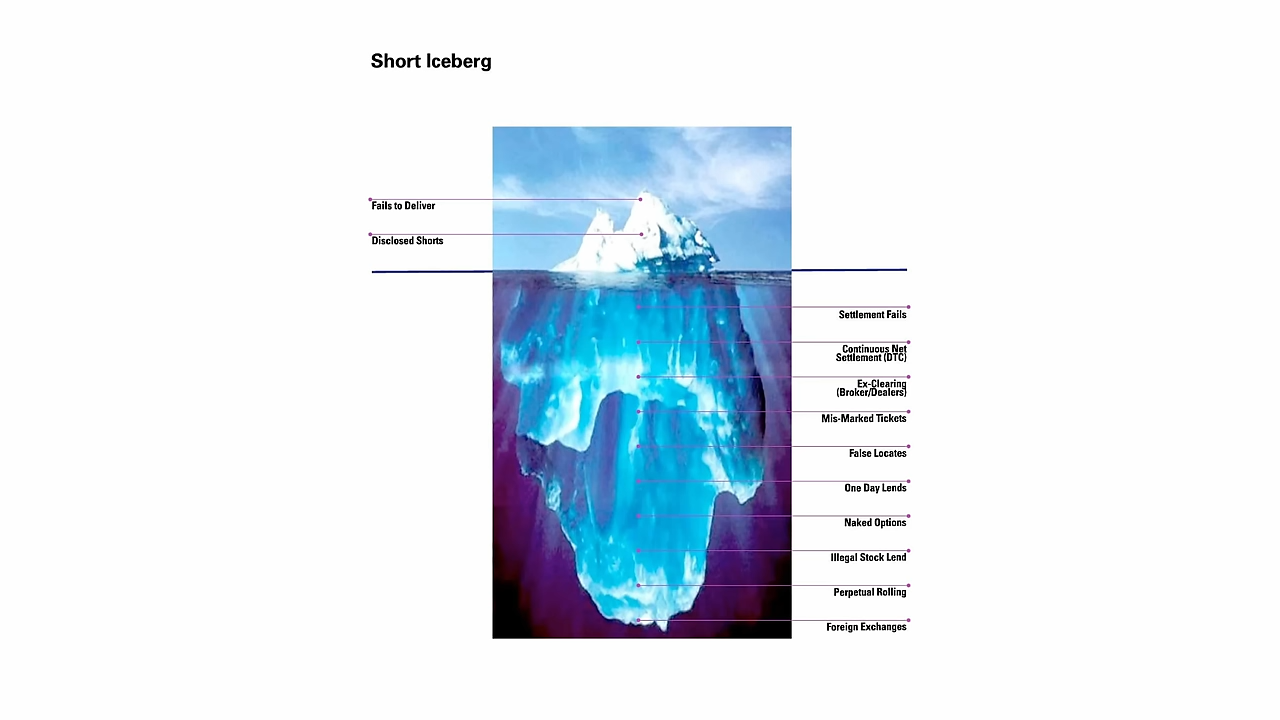 Short Iceberg
Fails to Deliver
Disclosed Shorts
Settlement Fails
Continuous Net
Settlement (DTC)
Ex-Clearing
(Broker/Dealers)
Mis-Marked Tickets
False Locates
One Day Lends
Naked Options
Illegal Stock Lend
Perpetual Rolling
Foreign Exchanges